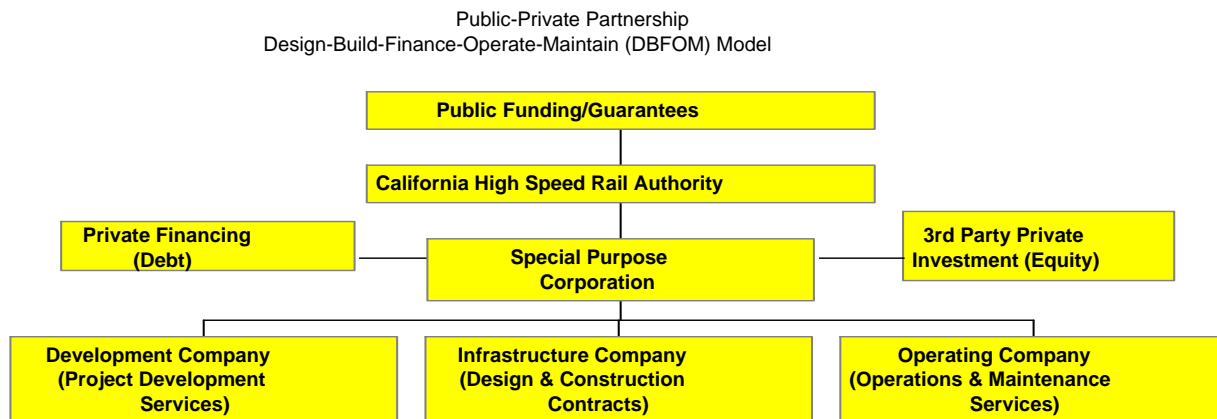 Public-Private Partnership
Design-Build-Finance-Operate-Maintain (DBFOM) Model
Public Funding/Guarantees
California High Speed Rail Authority
Private Financing
(Debt)
Special Purpose
Corporation
3rd Party Private
Investment (Equity)
Development Company
(Project Development
Services)
Infrastructure Company
(Design & Construction
Contracts)
Operating Company
(Operations & Maintenance
Services)